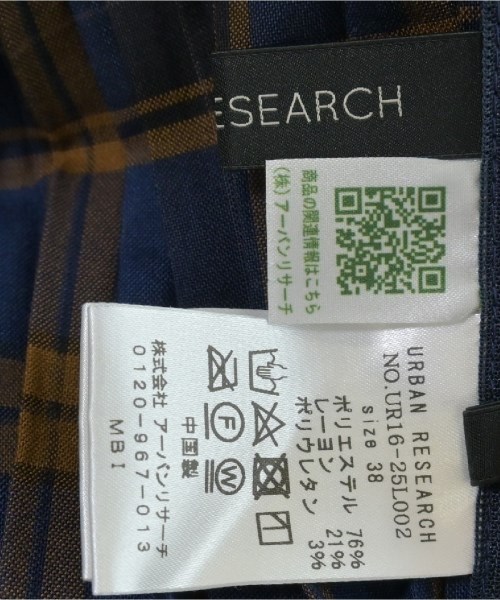 ESEARCH
商品の関連情報はこちら
(株)アーバンリサーチ
URBAN RESEARCH
NO.UR16-25L002
size 38
ポリエステル 76%
レーヨン 21%
ポリウレタン 3%
F W
中国製
株式会社 アーバンリサーチ
0120-967-013
MBI